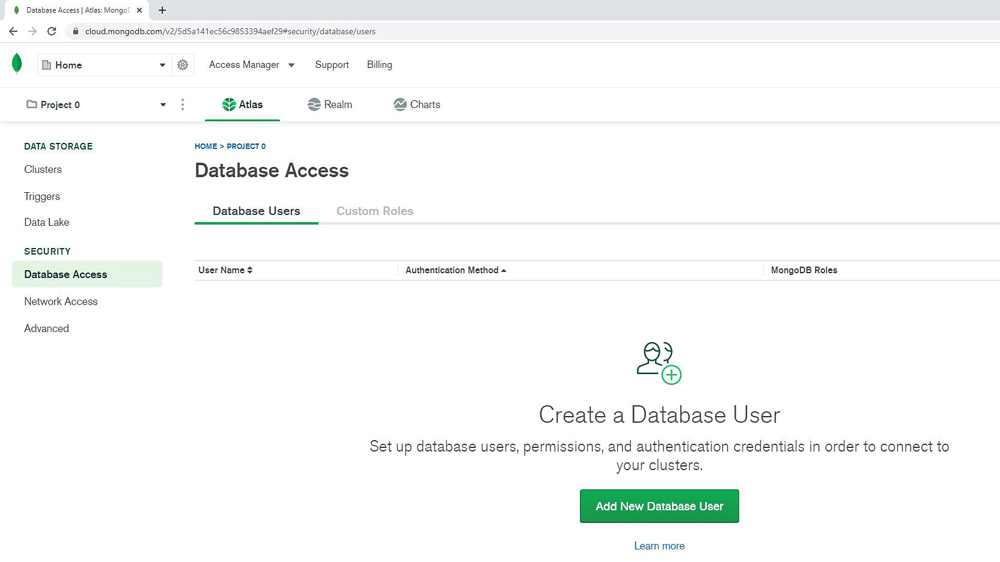 Database Access | Atlas: MongoD
cloud.mongodb.com/v2/5d5a141ec56c9853394aef29#security/database/users
Home
Access Manager
Support
Billing
Project 0
Atlas
Realm
Charts
DATA STORAGE
Clusters
Triggers
Data Lake
SECURITY
Database Access
Network Access
Advanced
HOME > PROJECT 0
Database Access
Database Users
Custom Roles
User Name
Authentication Method
MongoDB Roles
Create a Database User
Set up database users, permissions, and authentication credentials in order to connect to
your clusters.
Add New Database User
Learn more